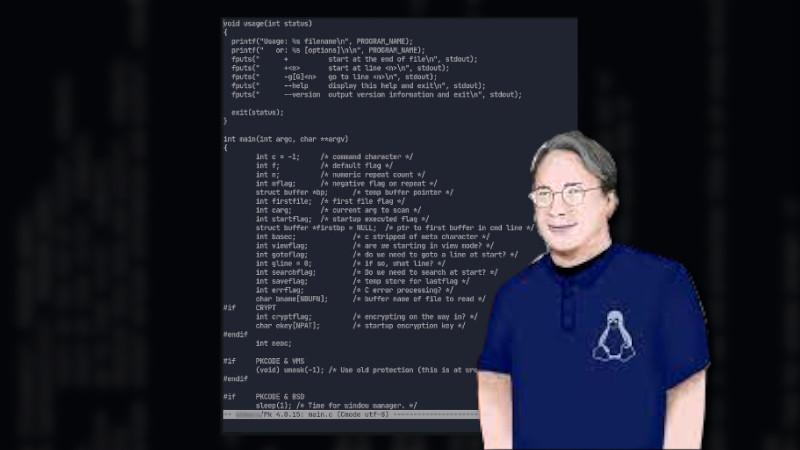 void usage(int status)
{
printf("Usage: %s filename\n", PROGRAM_NAME);
printf("   or: %s [options]\n\n", PROGRAM_NAME);
fputs("      +          start at the end of file\n", stdout);
fputs("      +<n>       start at line <n>\n", stdout);
fputs("      -g[G]<n>   go to line <n>\n", stdout);
fputs("      --help     display this help and exit\n", stdout);
fputs("      --version  output version information and exit\n", stdout);
exit(status);
}
int main(int argc, char **argv)
{
int c = -1;     /* command character */
int f;          /* default flag */
int n;          /* numeric repeat count */
int mflag;      /* negative flag on repeat */
struct buffer *bp;      /* temp buffer pointer */
int firstfile;  /* first file flag */
int carg;       /* current arg to scan */
int startflag;  /* startup executed flag */
struct buffer *firstbp = NULL;  /* ptr to first buffer in cmd line */
int basec;              /* c stripped of meta character */
int viewflag;           /* are we starting in view mode? */
int gotoflag;           /* do we need to goto a line at start? */
int gline = 0;          /* if so, what line? */
int searchflag;         /* Do we need to search at start? */
int saveflag;           /* temp store for lastflag */
int errflag;            /* C error processing? */
char bname[NBUFN];      /* buffer name of file to read */
#if     CRYPT
int cryptflag;          /* encrypting on the way in? */
char ekey[NPAT];        /* startup encryption key */
#endif
int newc;
#if     PKCODE & VMS
(void) umask(-1); /* Use old protection (this is at
#endif
#if     PKCODE & BSD
sleep(1); /* Time for window manager. */
4.0.15: main.c (Cmode utf-8)